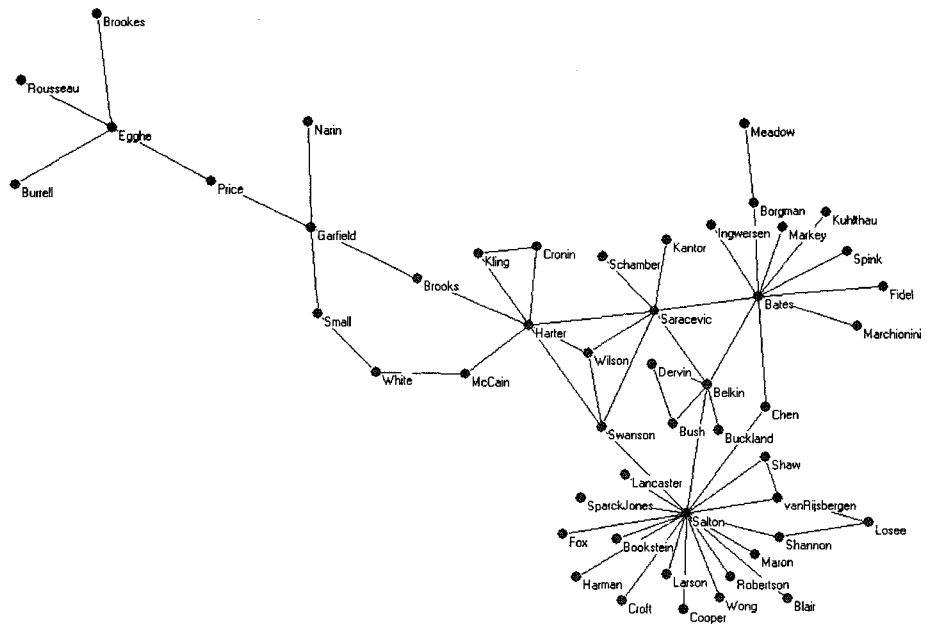 Brookes
Rousseau
Egghe
Burrell
Price
Narin
Garfield
Small
White
McCain
Brooks
Kling
Cronin
Harter
Schamber
Kantor
Saracevic
Wilson
Swanson
Meadow
Borgman
Ingwersen
Markey
Kuhlthau
Spink
Fidel
Bates
Marchionini
Dervin
Belkin
Bush
Buckland
Chen
Lancaster
SparckJones
Salton
Shaw
vanRijsbergen
Losee
Shannon
Fox
Bookstein
Maron
Harman
Larson
Robertson
Croft
Cooper
Wong
Blair